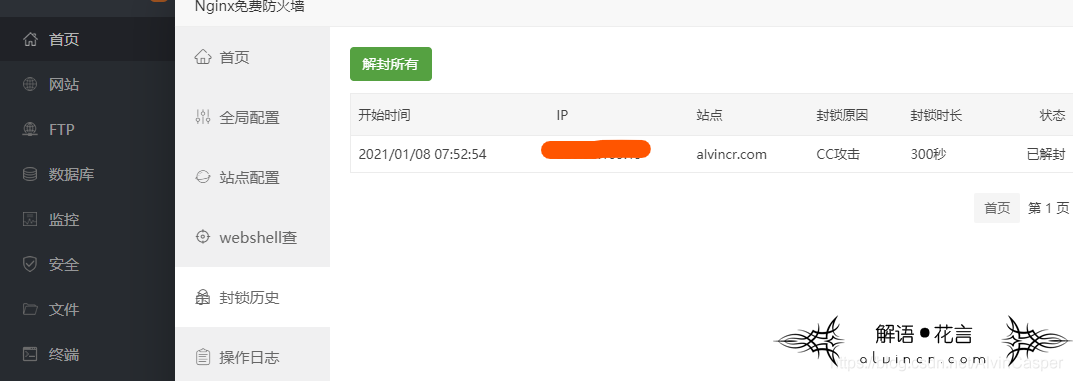 Nginx免费防火墙
首页
网站
FTP
数据库
监控
安全
文件
终端
首页
全局配置
站点配置
webshell查
封锁历史
操作日志
解封所有
开始时间 IP 站点 封锁原因 封锁时长 状态
2021/01/08 07:52:54 alvincr.com CC攻击 300秒 已解封
首页 第 1 页
解语•花言
alvincr.com
https://blog.csdn.net/AlvinCasper